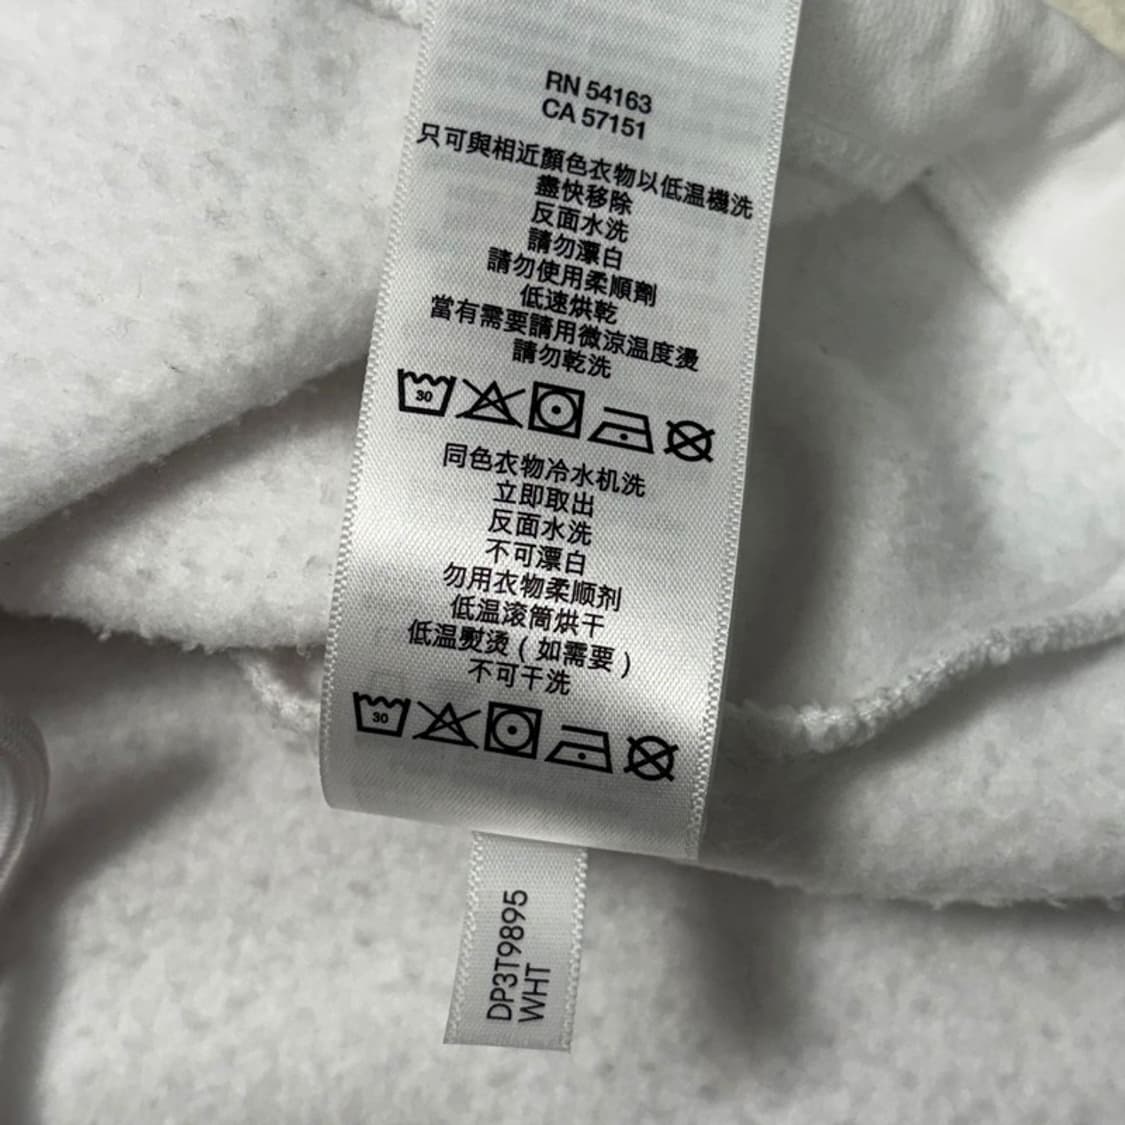 RN 54163
CA 57151
只可與相近顏色衣物以低温機洗
盡快移除
反面水洗
請勿漂白
請勿使用柔順劑
低速烘乾
當有需要請用微涼温度燙
請勿乾洗
30
同色衣物冷水机洗
立即取出
反面水洗
不可漂白
勿用衣物柔顺剂
低温滚筒烘干
低温熨烫(如需要)
不可干洗
30
DP3T9895
WHT